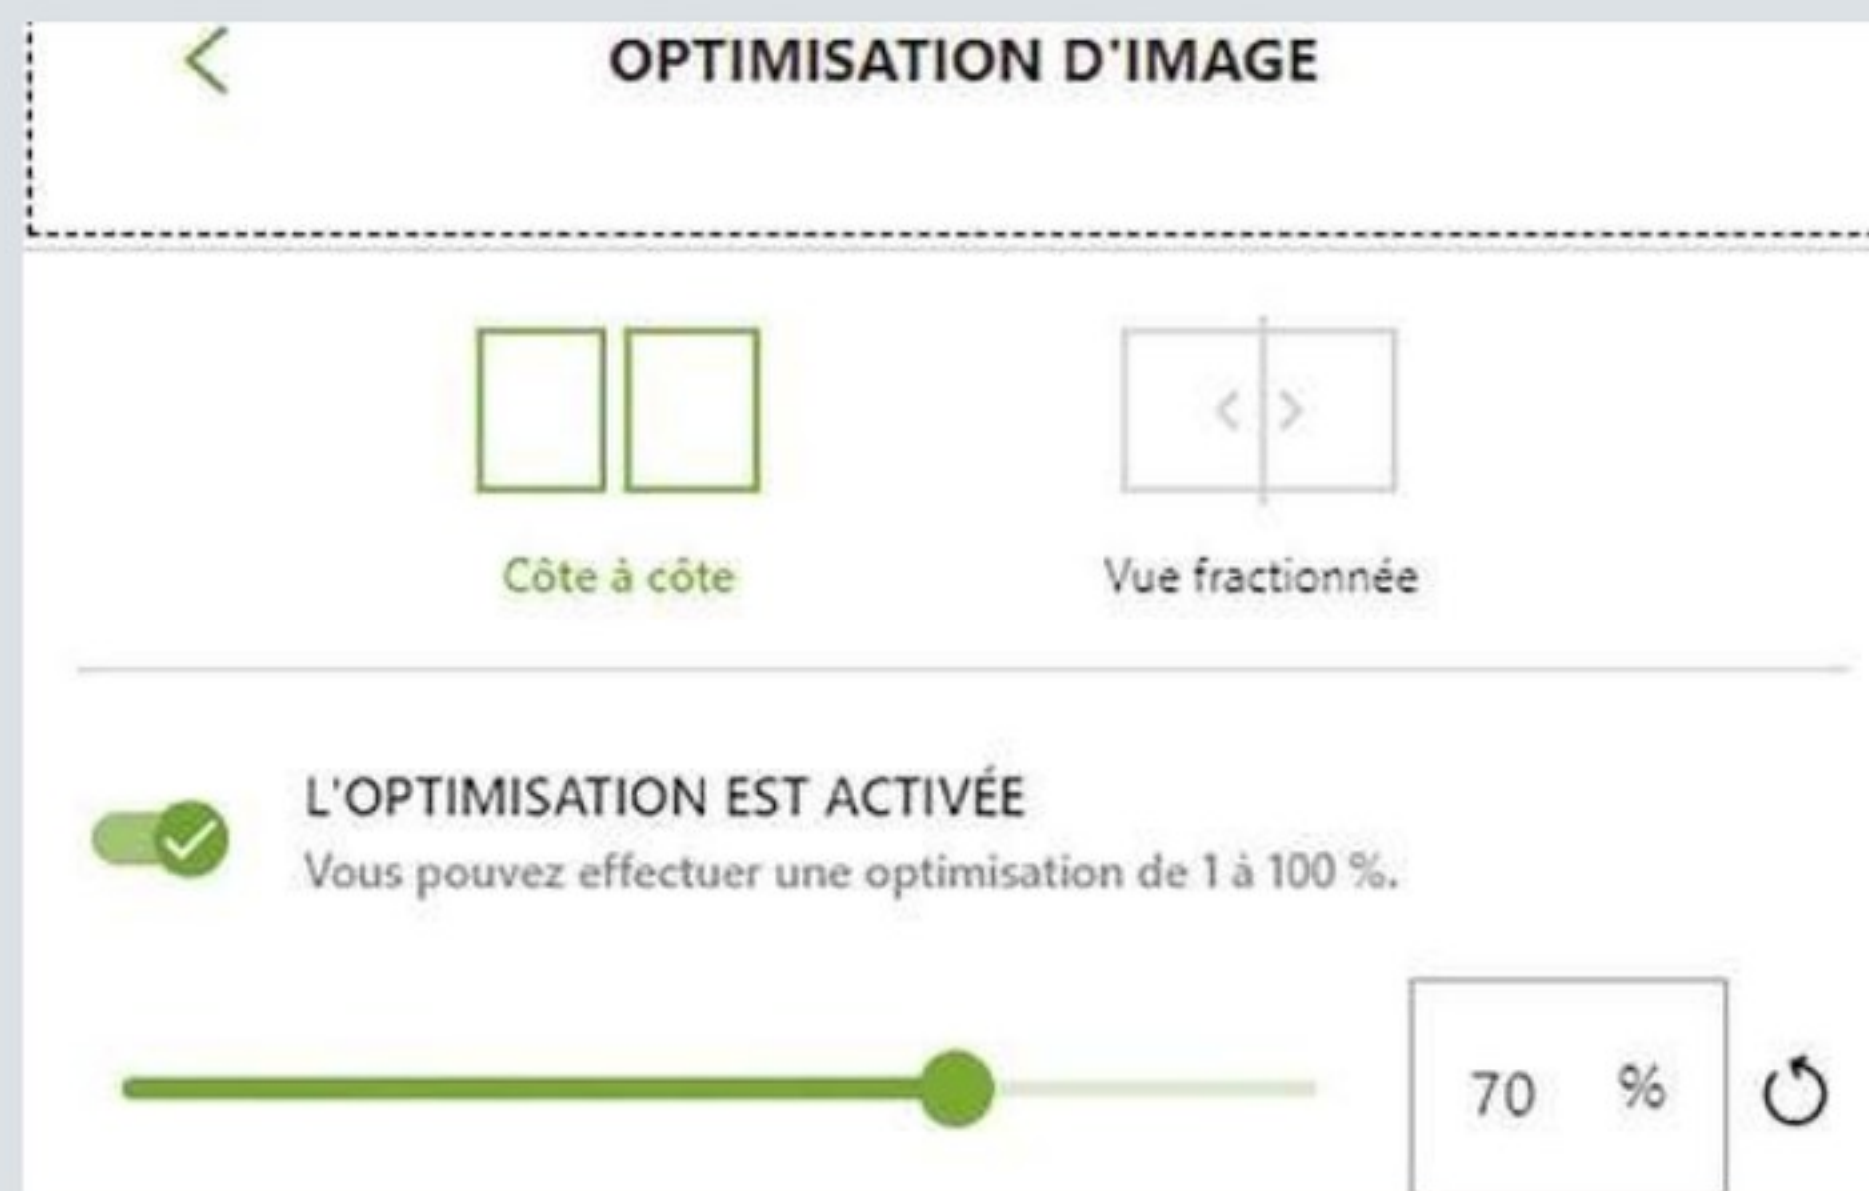 OPTIMISATION D'IMAGE
Côte à côte
Vue fractionnée
L'OPTIMISATION EST ACTIVÉE
Vous pouvez effectuer une optimisation de 1 à 100 %.
70 %